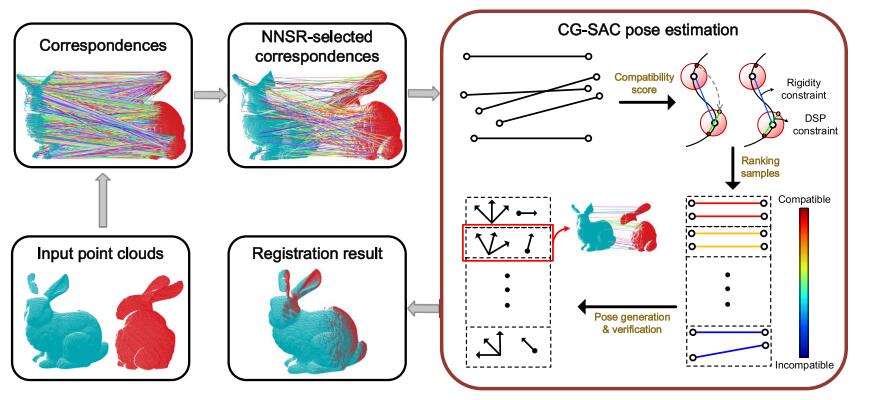 Correspondences
NNSR-selected
correspondences
CG-SAC pose estimation
Compatibility
score
Rigidity
constraint
DSP
constraint
Ranking
samples
Compatible
Incompatible
Pose generation
& verification
Input point clouds
Registration result